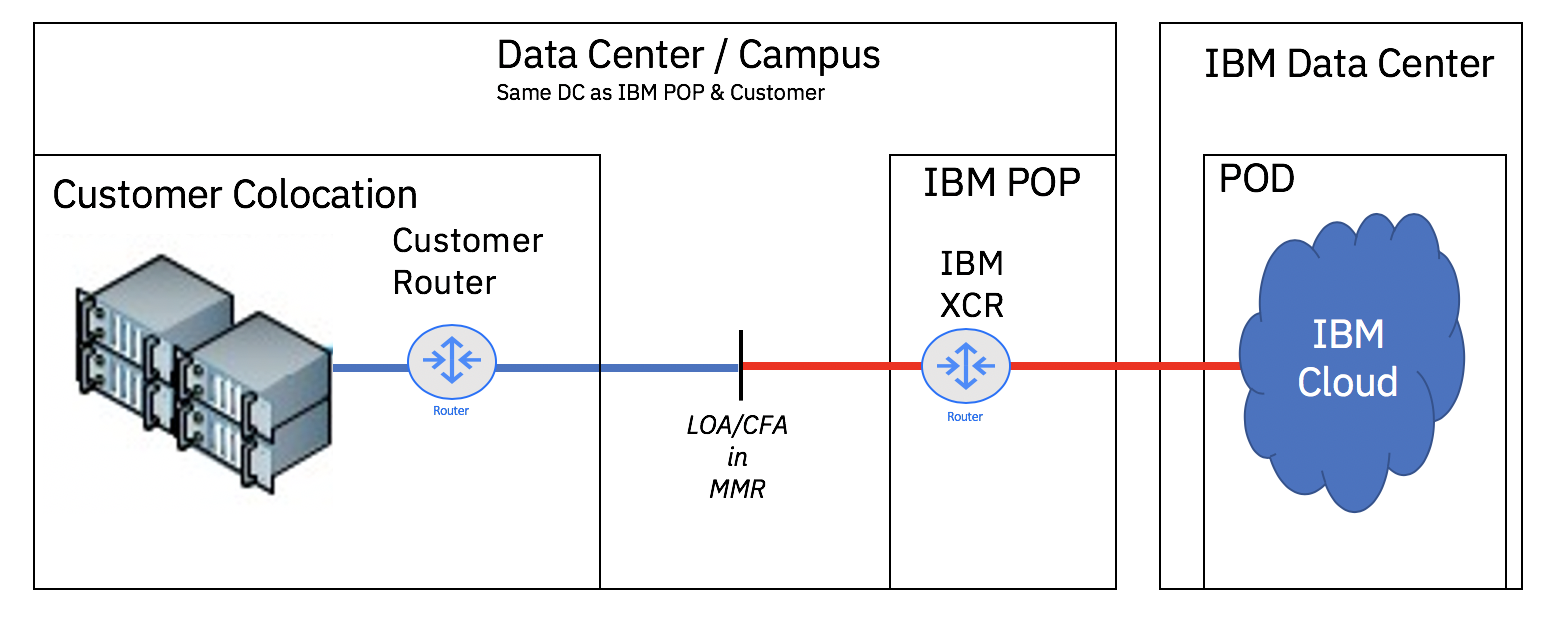 Data Center / Campus
Same DC as IBM POP & Customer
IBM Data Center
Customer Colocation
Customer
Router
Router
LOA/CFA
in
MMR
IBM POP
IBM
XCR
Router
POD
IBM
Cloud